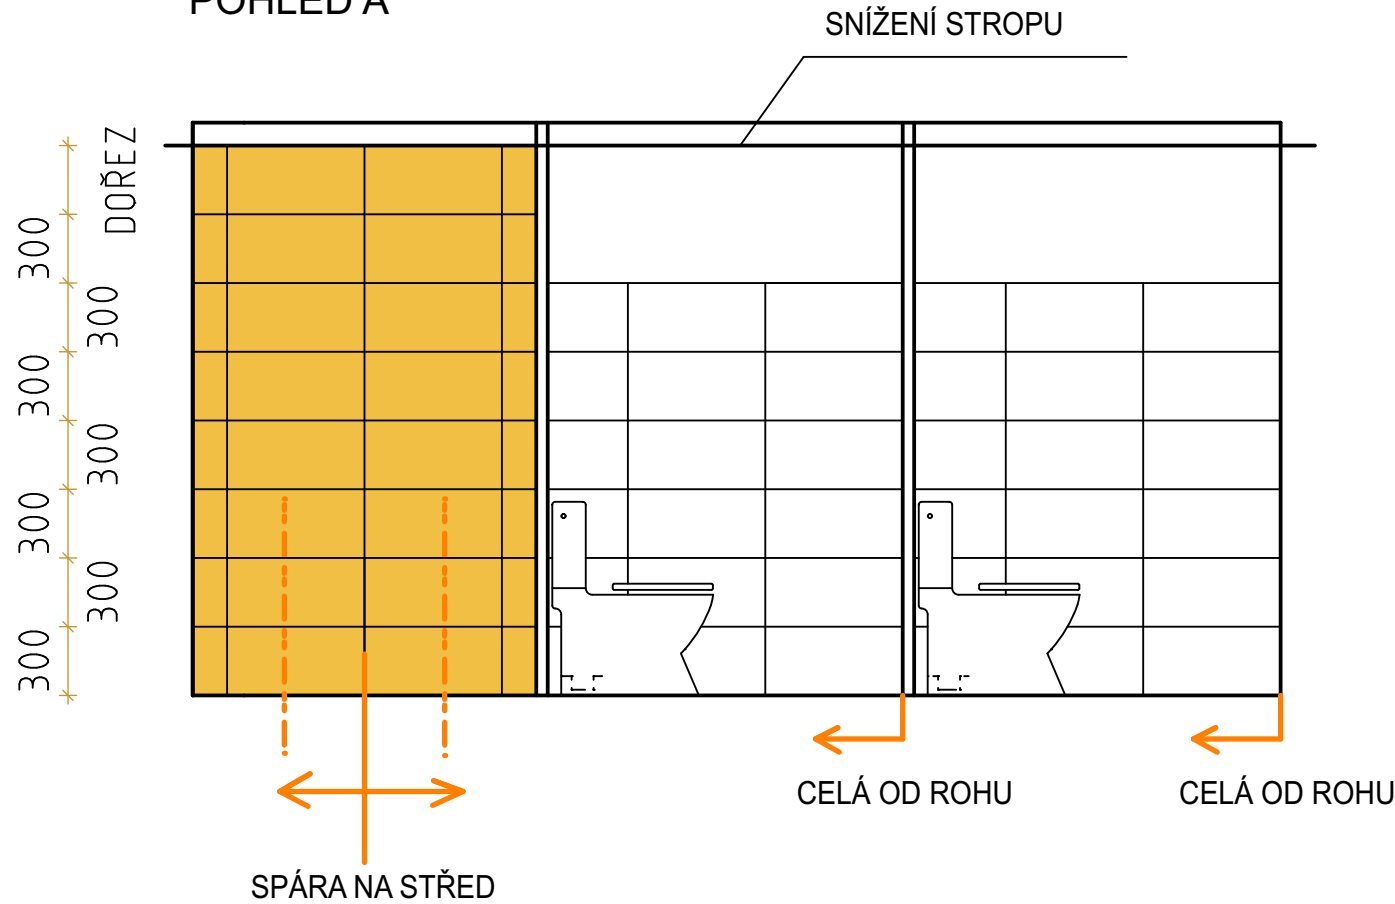 POHLED A
SNÍŽENÍ STROPU
DOŘEZ
300
300
300
300
300
300
300
CELÁ OD ROHU
CELÁ OD ROHU
SPÁRA NA STŘED